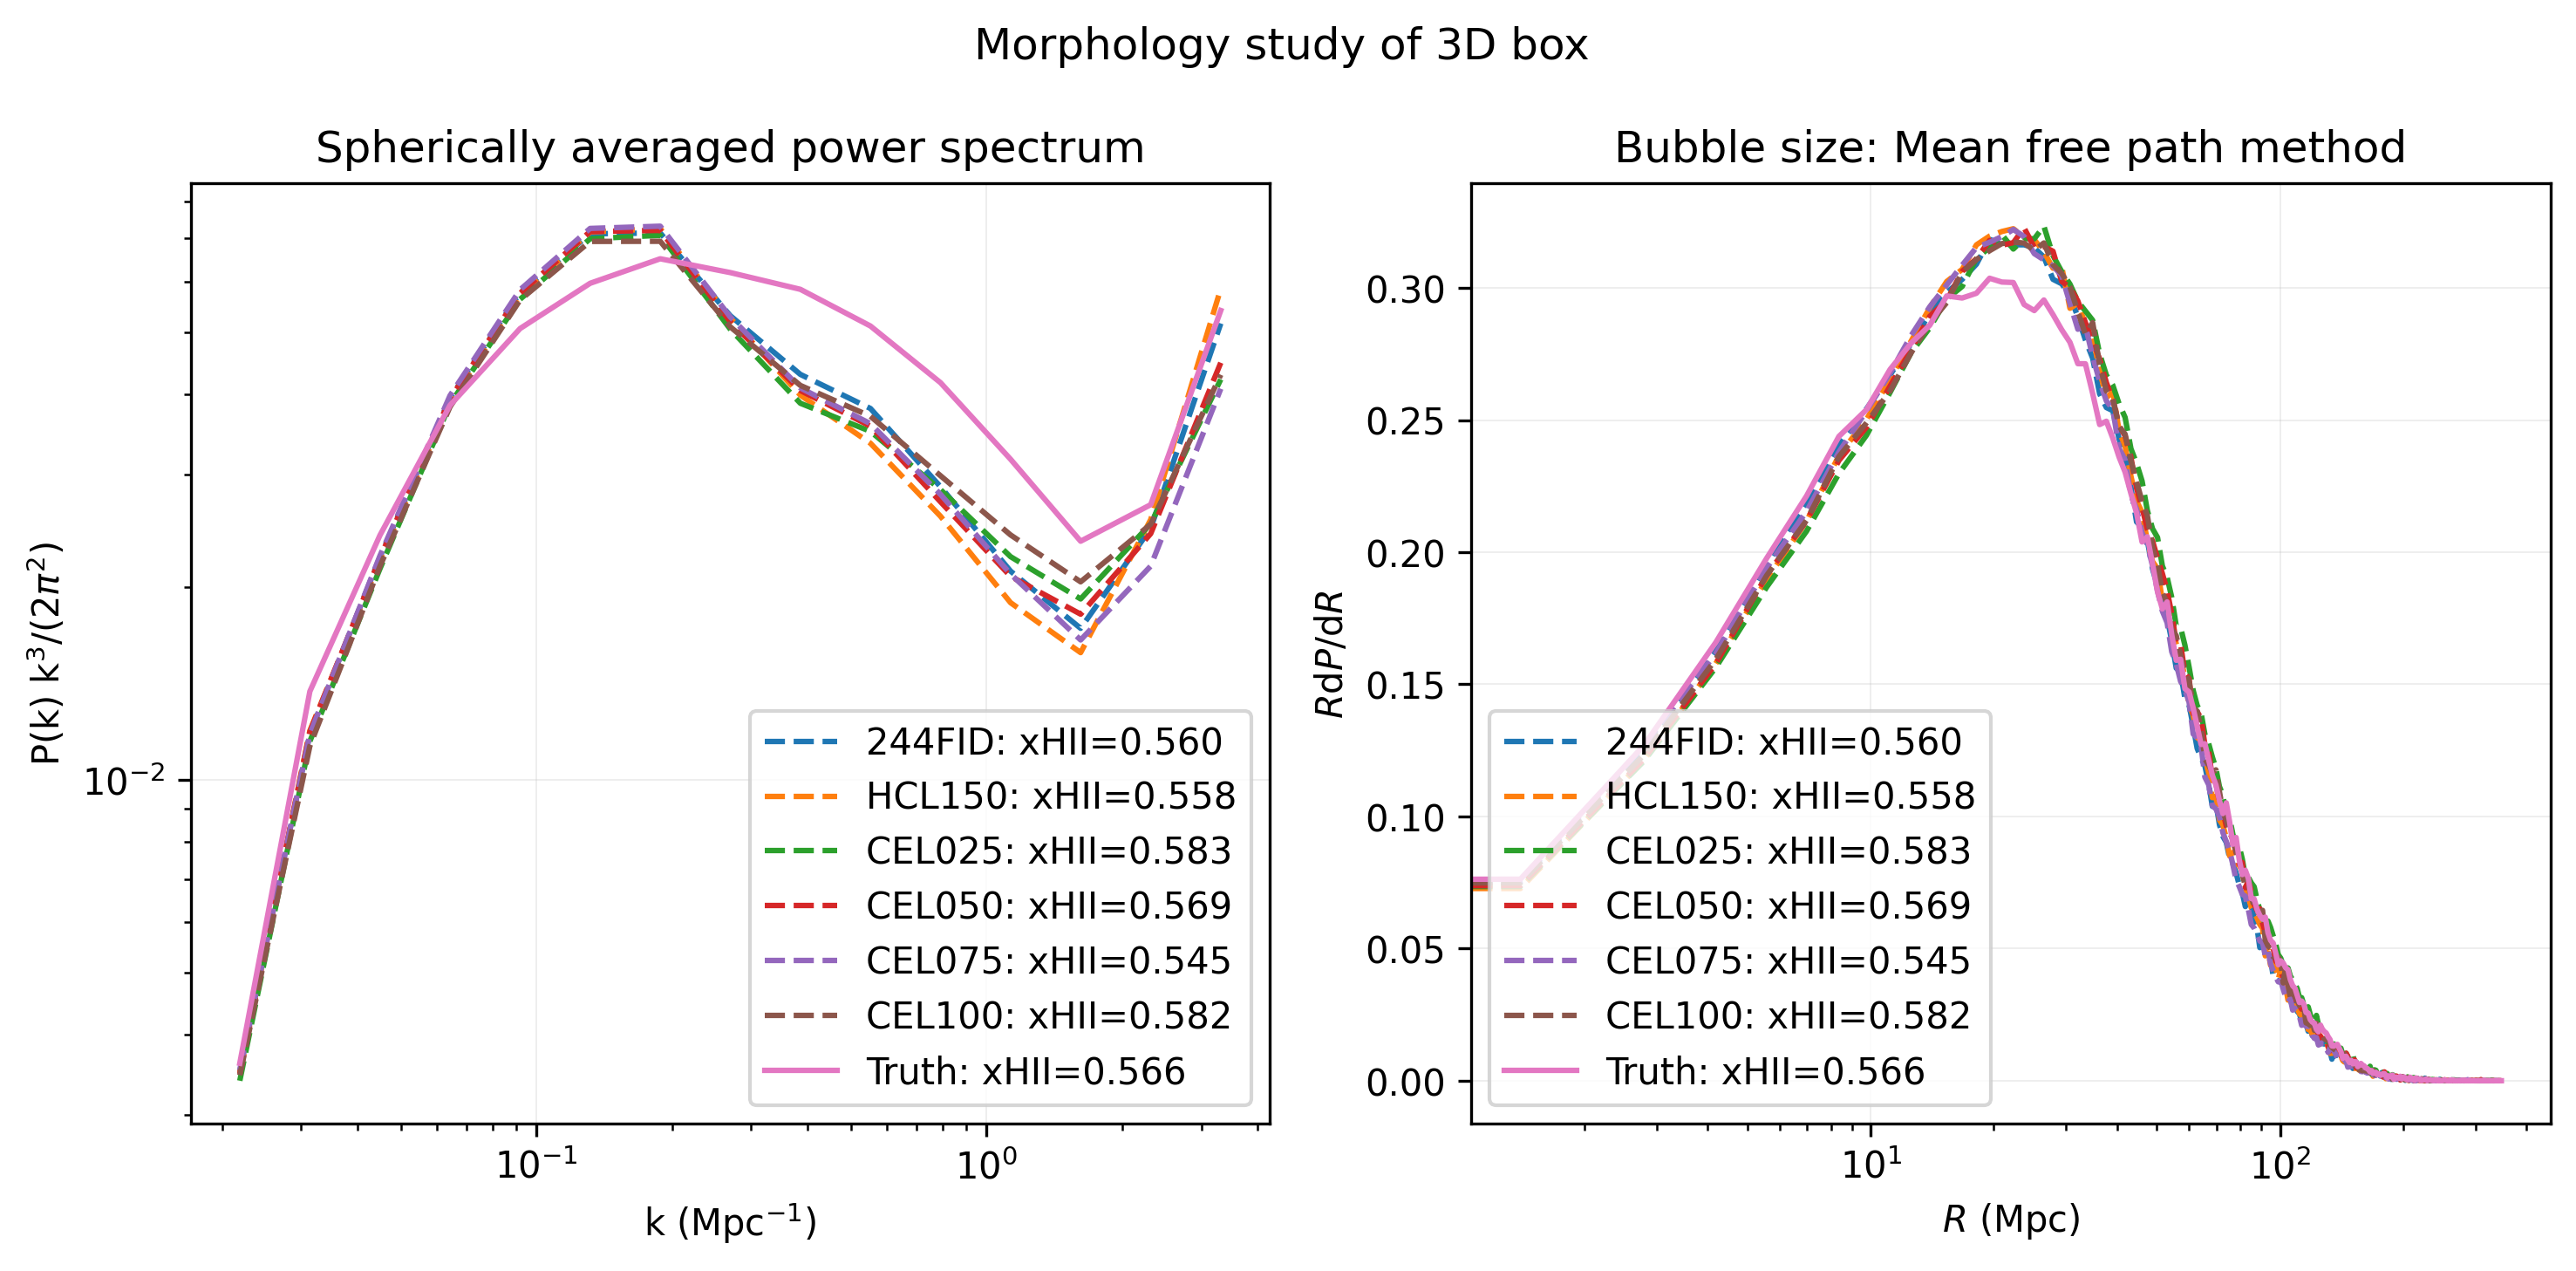 Morphology study of 3D box
Spherically averaged power spectrum
P(k) k³/(2π²)
10⁻²
10⁻¹
10⁰
k (Mpc⁻¹)
244FID: xHII=0.560
HCL150: xHII=0.558
CEL025: xHII=0.583
CEL050: xHII=0.569
CEL075: xHII=0.545
CEL100: xHII=0.582
Truth: xHII=0.566
Bubble size: Mean free path method
RdP/dR
0.30
0.25
0.20
0.15
0.10
0.05
0.00
10¹
10²
R (Mpc)
244FID: xHII=0.560
HCL150: xHII=0.558
CEL025: xHII=0.583
CEL050: xHII=0.569
CEL075: xHII=0.545
CEL100: xHII=0.582
Truth: xHII=0.566